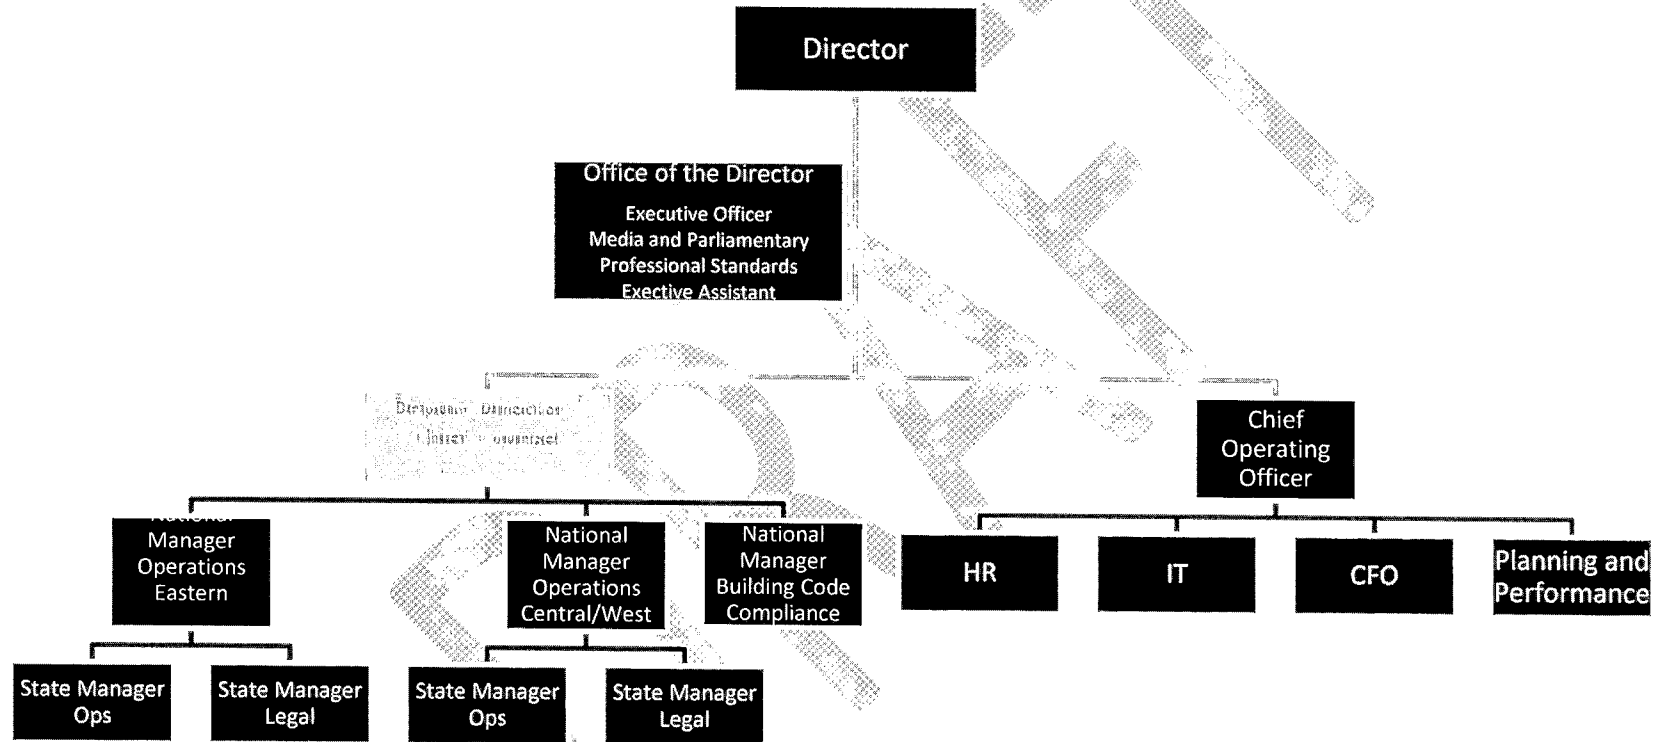 Director
Office of the Director
Executive Officer
Media and Parliamentary
Professional Standards
Exective Assistant
Chief
Operating
Officer
National
Manager
Operations
Eastern
National
Manager
Operations
Central/West
National
Manager
Building Code
Compliance
HR
IT
CFO
Planning and
Performance
State Manager
Ops
State Manager
Legal
State Manager
Ops
State Manager
Legal